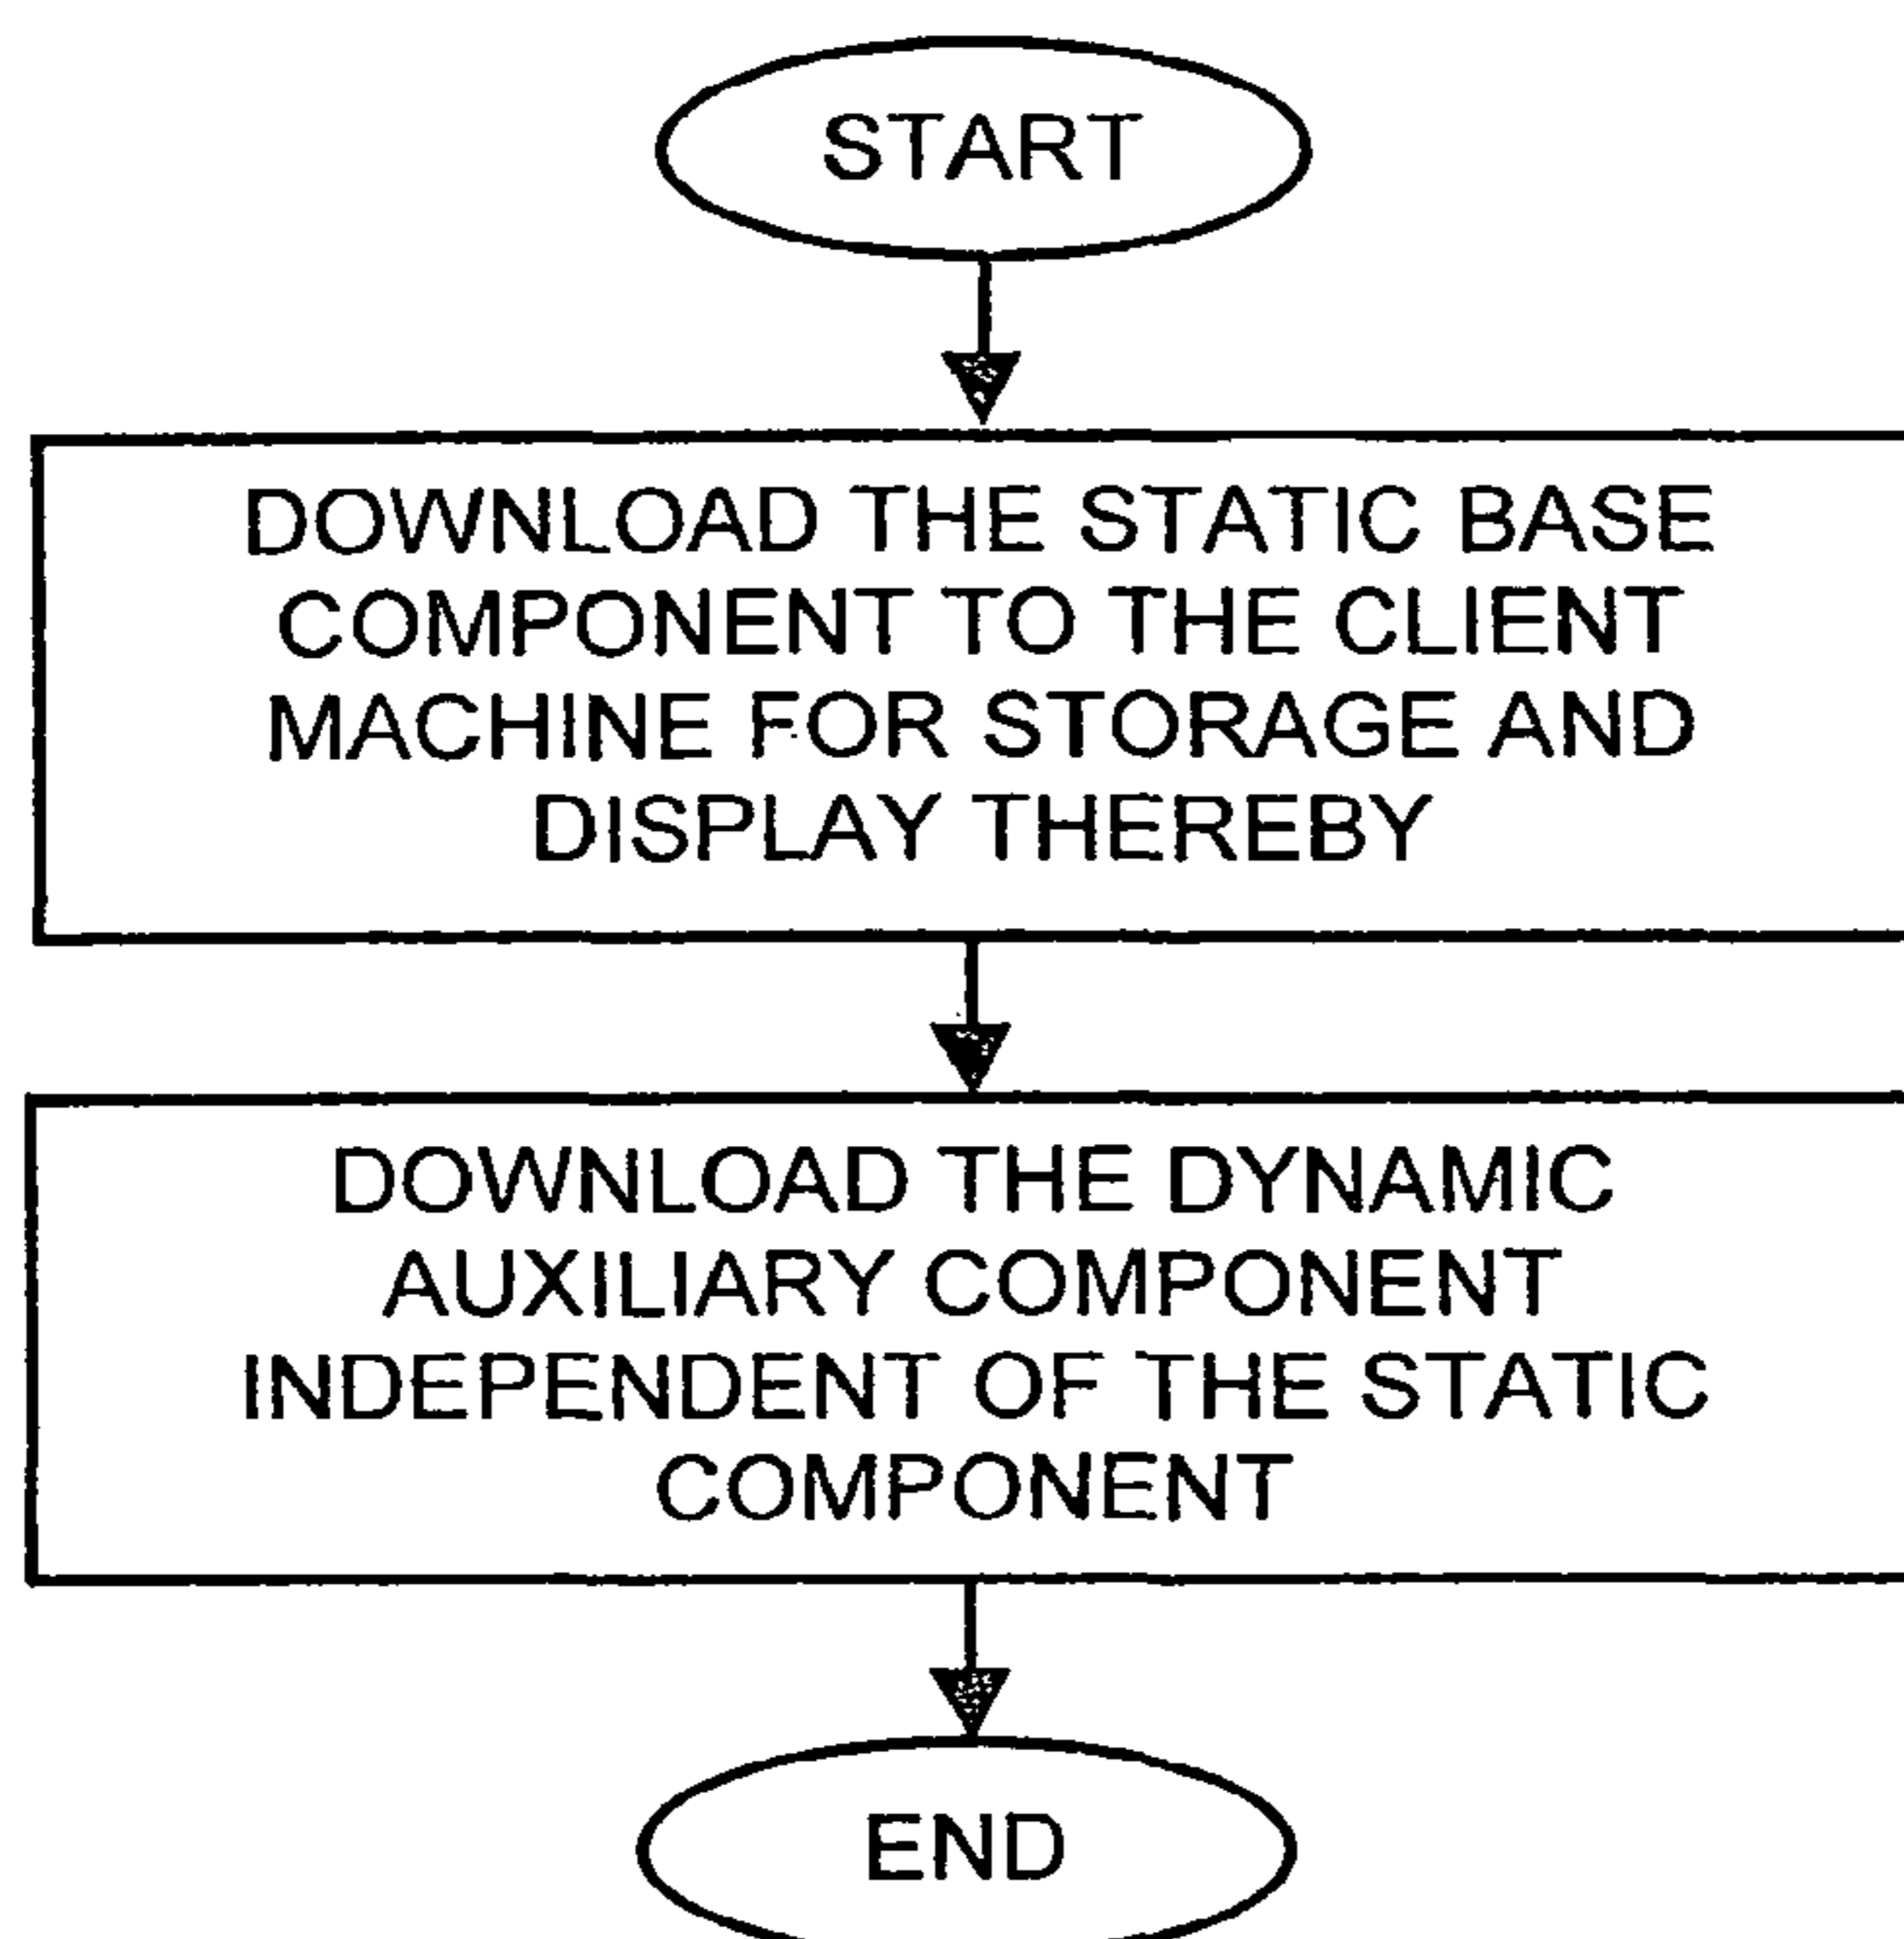 START
DOWNLOAD THE STATIC BASE
COMPONENT TO THE CLIENT
MACHINE FOR STORAGE AND
DISPLAY THEREBY
DOWNLOAD THE DYNAMIC
AUXILIARY COMPONENT
INDEPENDENT OF THE STATIC
COMPONENT
END